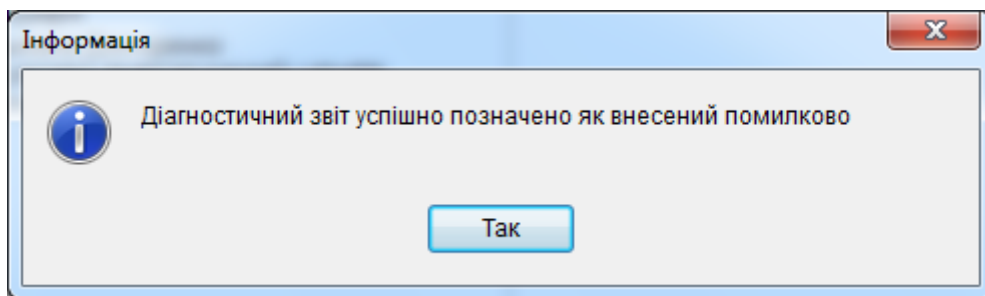 Інформація
Діагностичний звіт успішно позначено як внесений помилково
Так